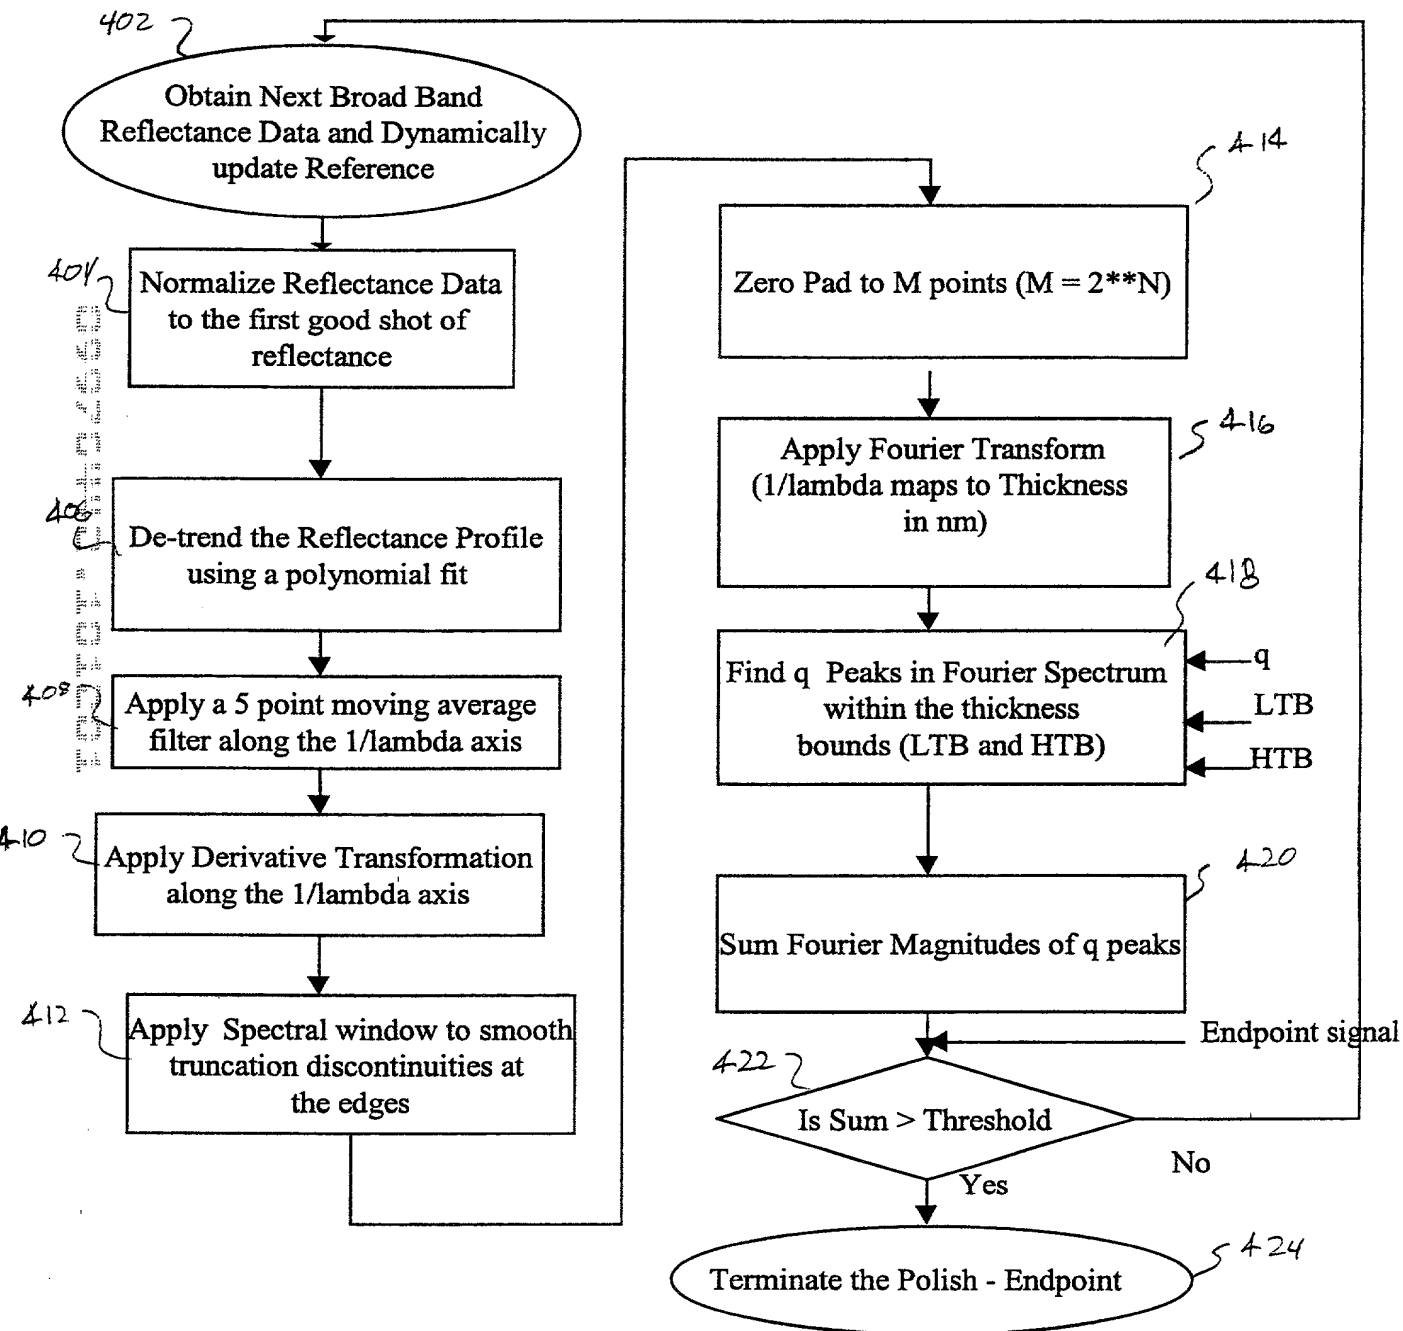 402
Obtain Next Broad Band
Reflectance Data and Dynamically
update Reference
404
Normalize Reflectance Data
to the first good shot of
reflectance
406
De-trend the Reflectance Profile
using a polynomial fit
408
Apply a 5 point moving average
filter along the 1/lambda axis
410
Apply Derivative Transformation
along the 1/lambda axis
412
Apply Spectral window to smooth
truncation discontinuities at
the edges
414
Zero Pad to M points (M = 2**N)
416
Apply Fourier Transform
(1/lambda maps to Thickness
in nm)
418
Find q Peaks in Fourier Spectrum
within the thickness
bounds (LTB and HTB)
q
LTB
HTB
420
Sum Fourier Magnitudes of q peaks
Endpoint signal
422
Is Sum > Threshold
No
Yes
424
Terminate the Polish - Endpoint